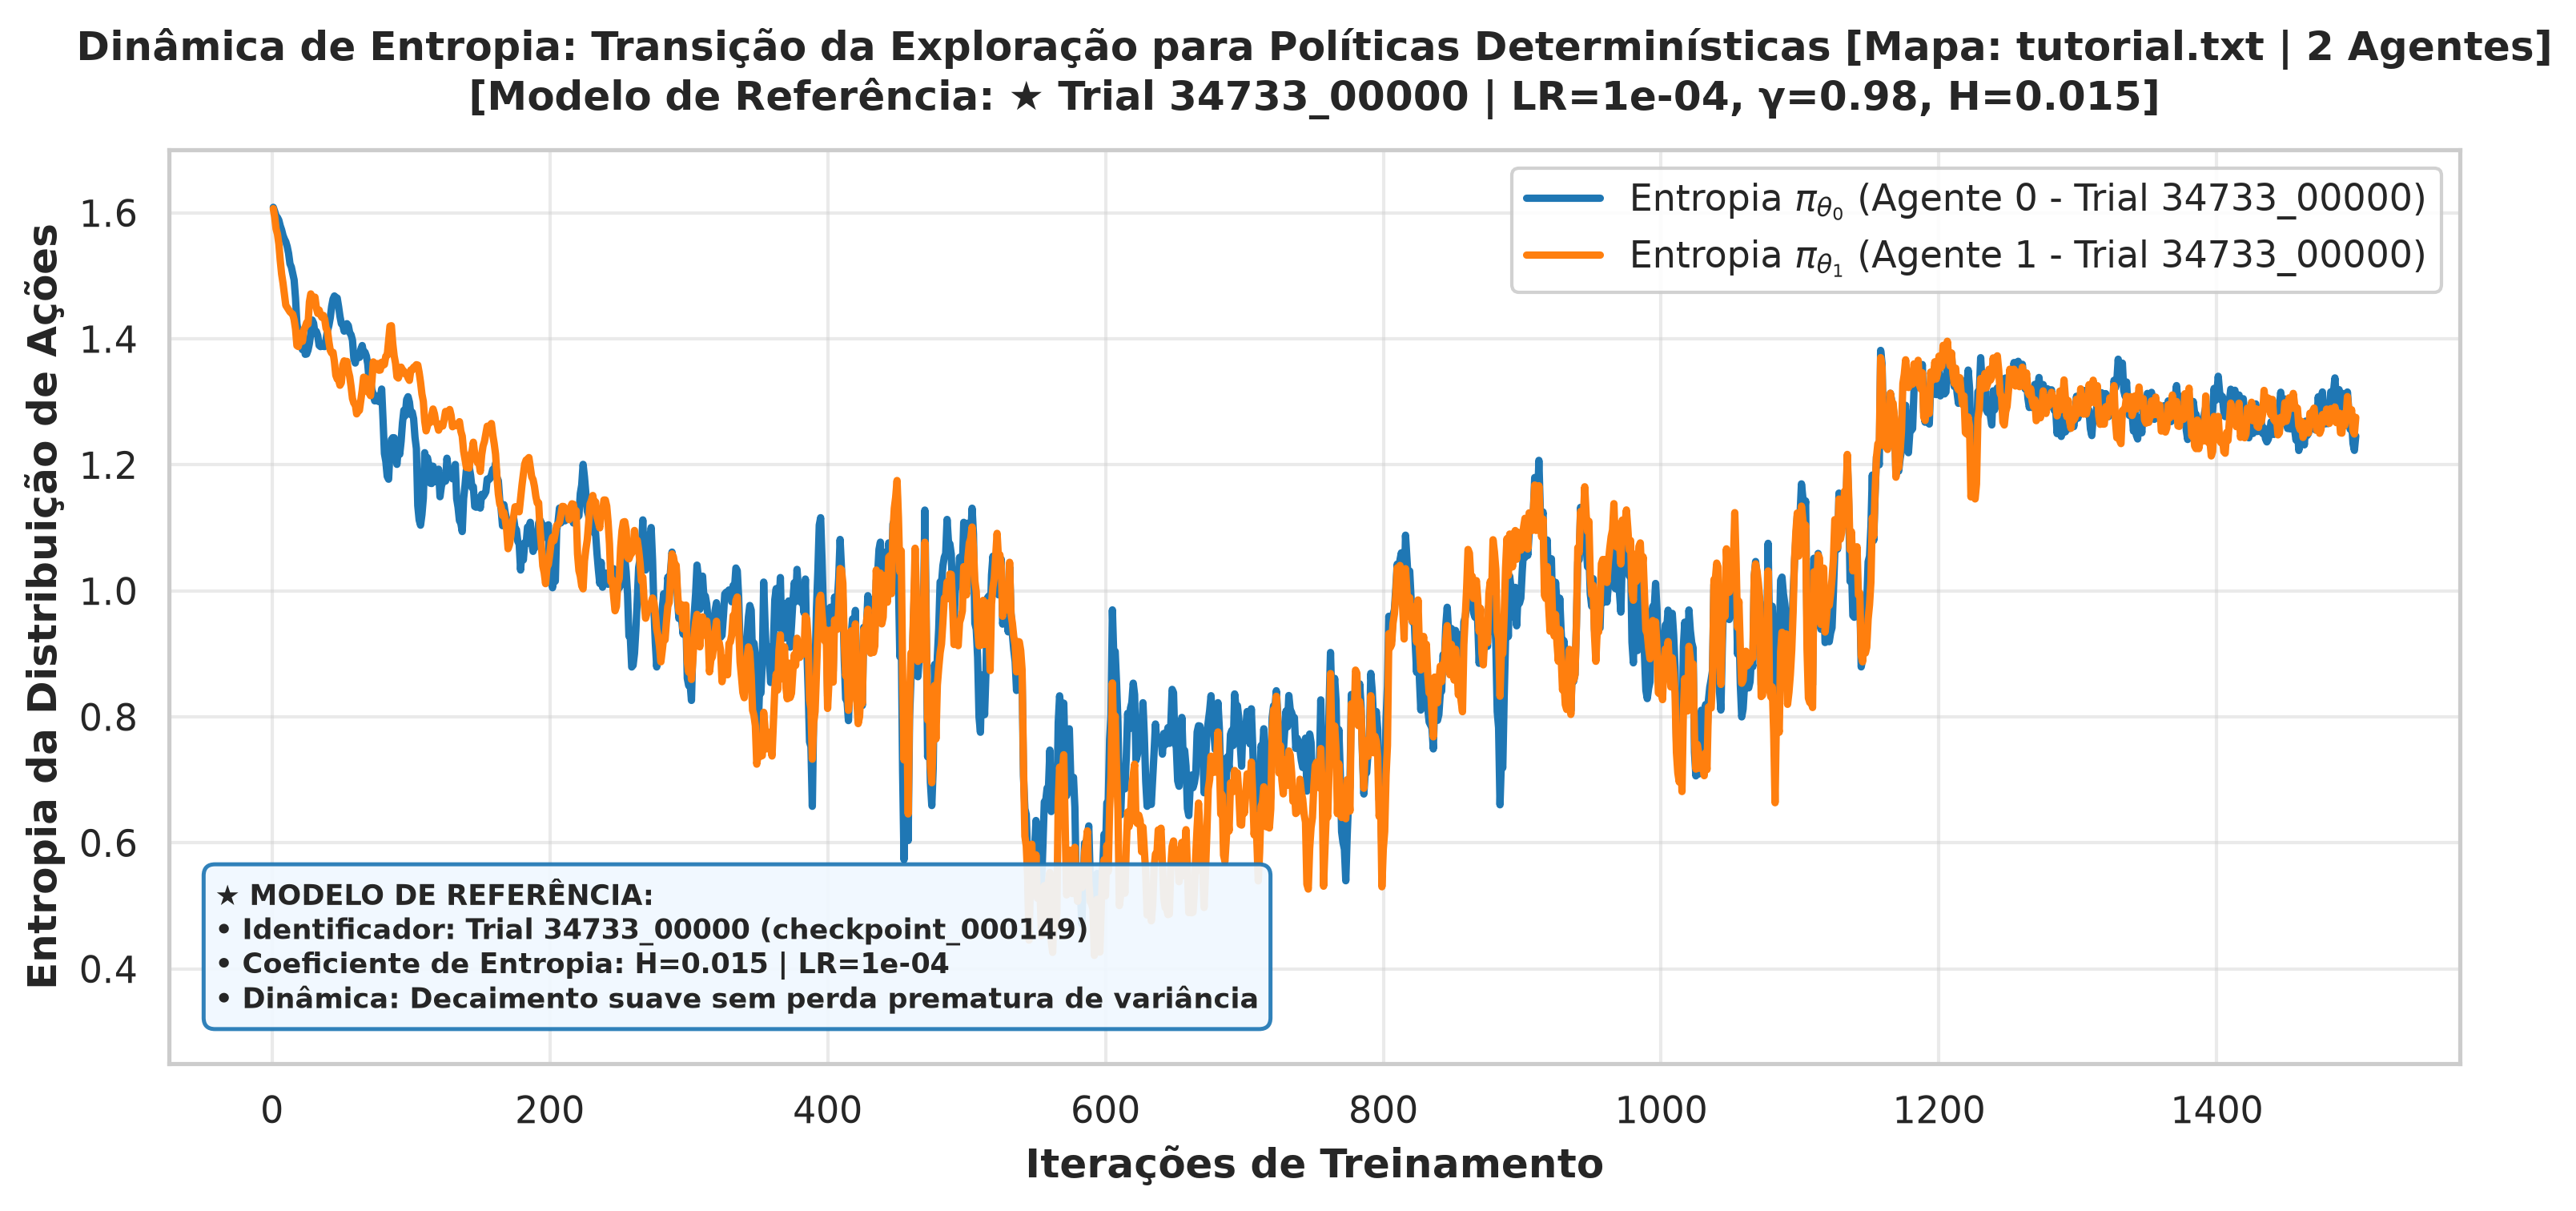 Dinâmica de Entropia: Transição da Exploração para Políticas Determinísticas [Mapa: tutorial.txt | 2 Agentes]
[Modelo de Referência: ★ Trial 34733_00000 | LR=1e-04, γ=0.98, H=0.015]
Entropia π_θ₀ (Agente 0 - Trial 34733_00000)
Entropia π_θ₁ (Agente 1 - Trial 34733_00000)
Entropia da Distribuição de Ações
1.6
1.4
1.2
1.0
0.8
0.6
0.4
★ MODELO DE REFERÊNCIA:
• Identificador: Trial 34733_00000 (checkpoint_000149)
• Coeficiente de Entropia: H=0.015 | LR=1e-04
• Dinâmica: Decaimento suave sem perda prematura de variância
0 200 400 600 800 1000 1200 1400
Iterações de Treinamento